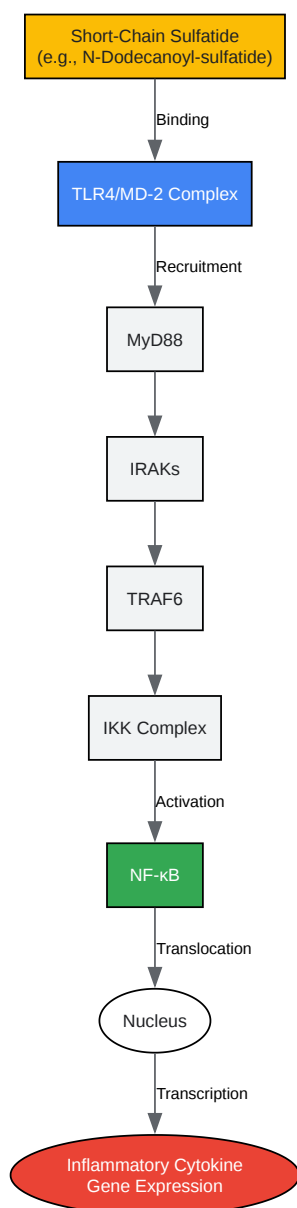 Short-Chain Sulfatide
(e.g., N-Dodecanoyl-sulfatide)
Binding
TLR4/MD-2 Complex
Recruitment
MyD88
IRAKs
TRAF6
IKK Complex
Activation
NF-κB
Translocation
Nucleus
Transcription
Inflammatory Cytokine
Gene Expression